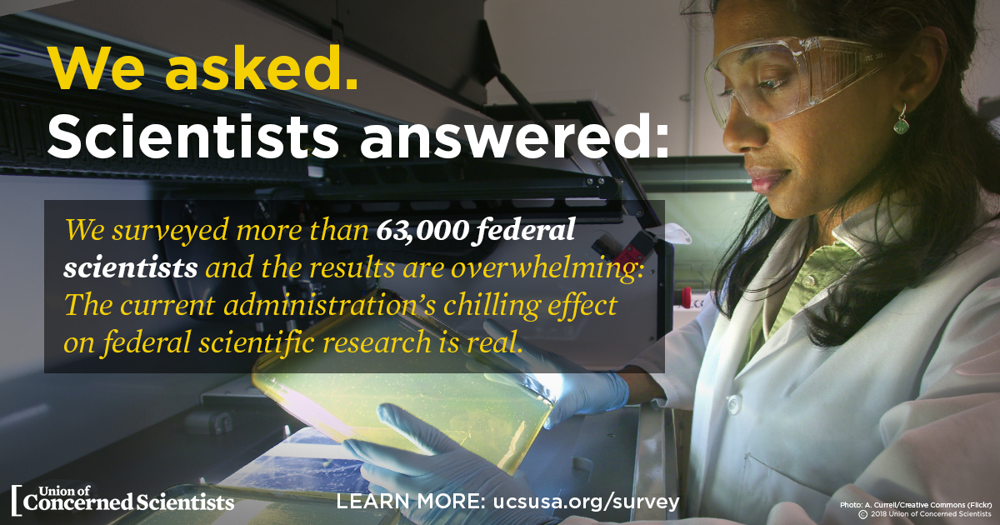 We asked.
Scientists answered:
We surveyed more than 63,000 federal
scientists and the results are overwhelming:
The current administration's chilling effect
on federal scientific research is real.
[Union of
Concerned Scientists
LEARN MORE: ucsusa.org/survey
Photo: A. Currell/Creative Commons (Flickr)
© 2018 Union of Concerned Scientists